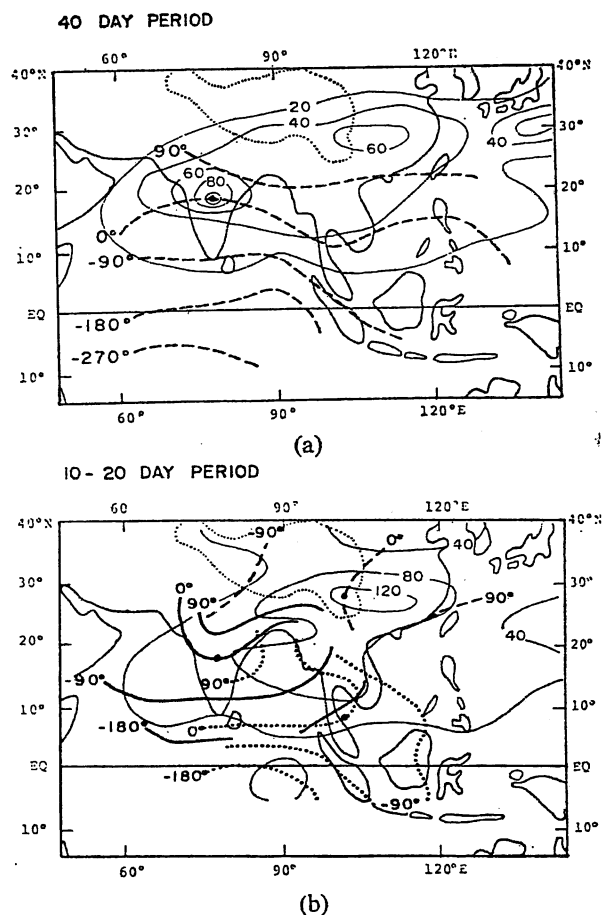 40 DAY PERIOD
60° 90° 120°E
40°N 40°N
20
40
30° 90° 60 40 30°
60 80
20° 20°
0°
10° -90° 10°
EQ -180° EQ
-270°
10° 10°
60° 90° 120°E
(a)
10-20 DAY PERIOD
60 90° 120°E
40°N -90° 0° 40 40°N
30° 0° 80 30°
90° 120 90°
20° 40 20°
-90° 90°
10° -180° 0° 10°
EQ -180° EQ
-90°
10° 10°
60° 90° 120°E
(b)